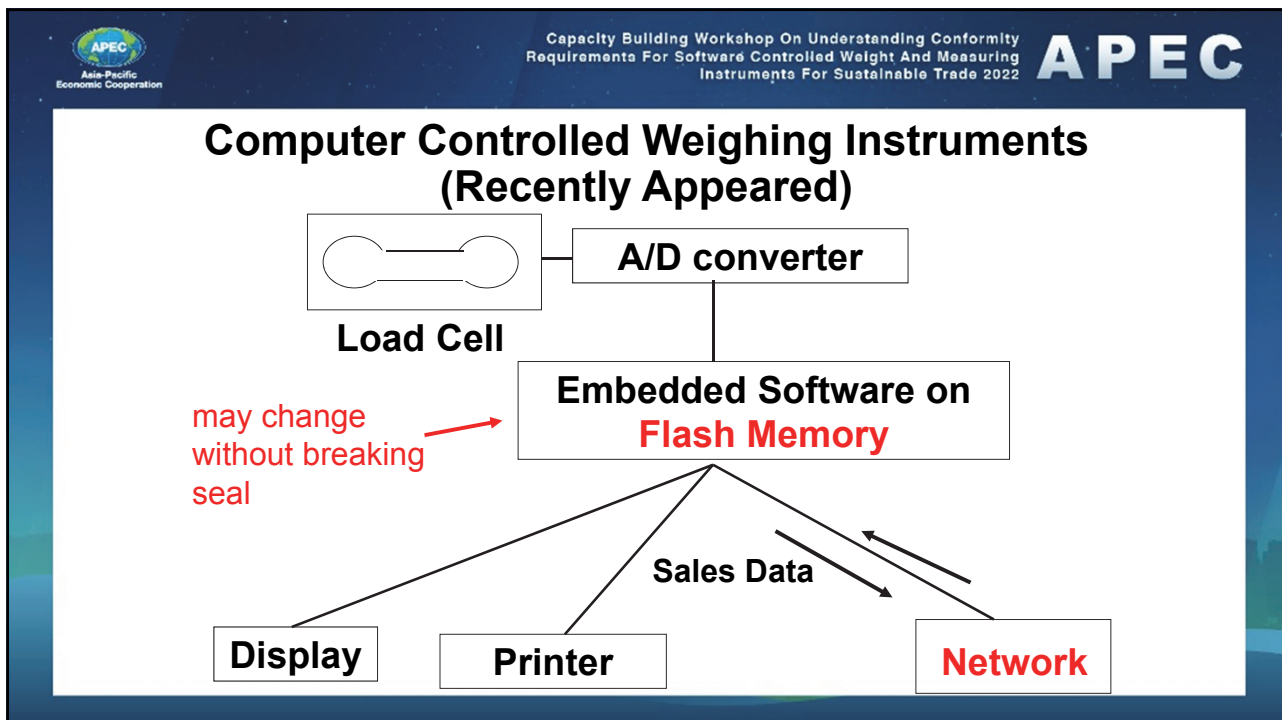 APEC
Asia-Pacific
Economic Cooperation
Capacity Building Workshop On Understanding Conformity
Requirements For Software Controlled Weight And Measuring
Instruments For Sustainable Trade 2022
APEC
Computer Controlled Weighing Instruments
(Recently Appeared)
A/D converter
Load Cell
Embedded Software on
Flash Memory
may change
without breaking
seal
Sales Data
Display
Printer
Network